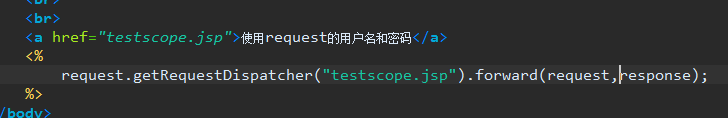 <br>
<br>
<a href="testscope.jsp">使用request的用户名和密码</a>
<%
request.getRequestDispatcher("testscope.jsp").forward(request,response);
%>
</body>